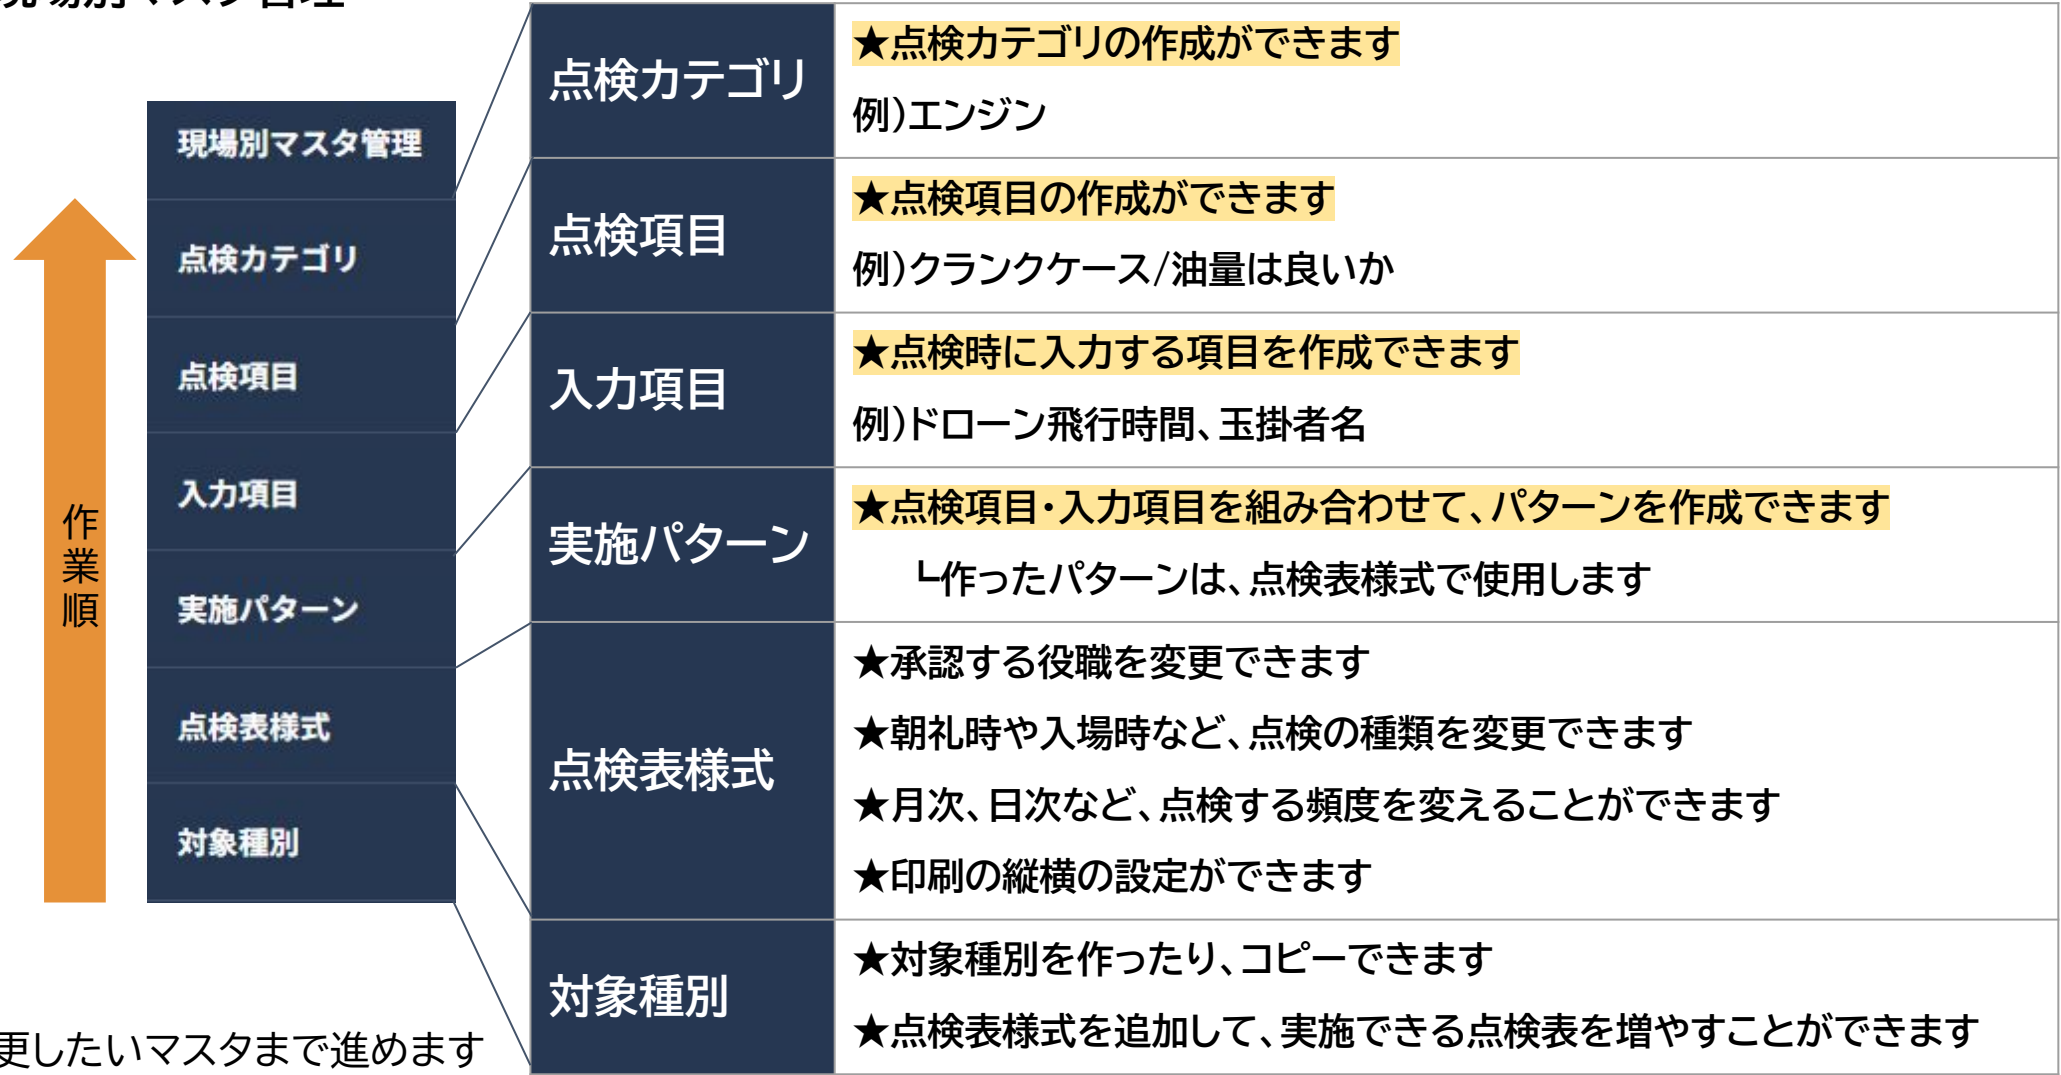 現場別マスタ管理
現場別マスタ管理
点検カテゴリ
点検項目
入力項目
実施パターン
点検表様式
対象種別
作業順
更したいマスタまで進めます
点検カテゴリ
★点検カテゴリの作成ができます
例)エンジン
点検項目
★点検項目の作成ができます
例)クランクケース/油量は良いか
入力項目
★点検時に入力する項目を作成できます
例)ドローン飛行時間、玉掛者名
実施パターン
★点検項目・入力項目を組み合わせて、パターンを作成できます
┗作ったパターンは、点検表様式で使用します
点検表様式
★承認する役職を変更できます
★朝礼時や入場時など、点検の種類を変更できます
★月次、日次など、点検する頻度を変えることができます
★印刷の縦横の設定ができます
対象種別
★対象種別を作ったり、コピーできます
★点検表様式を追加して、実施できる点検表を増やすことができます